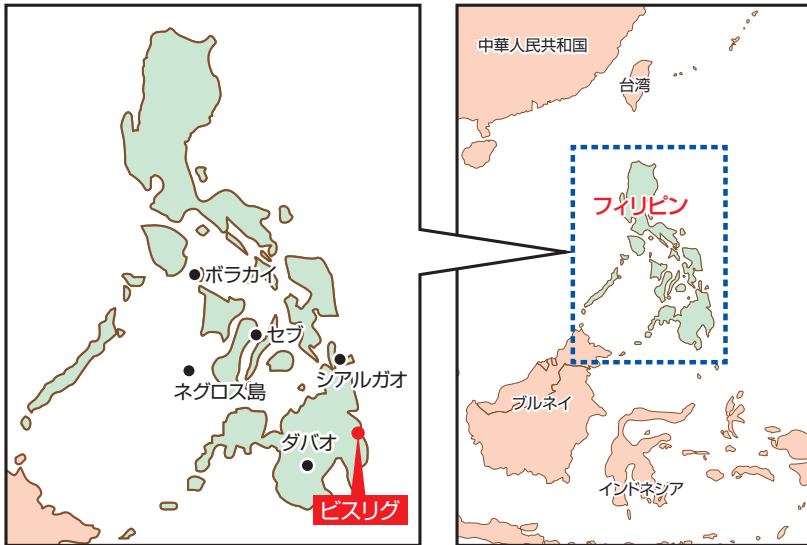 ボラカイ
セブ
ネグロス島
シアルガオ
ダバオ
ビスリグ
中華人民共和国
台湾
フィリピン
ブルネイ
インドネシア